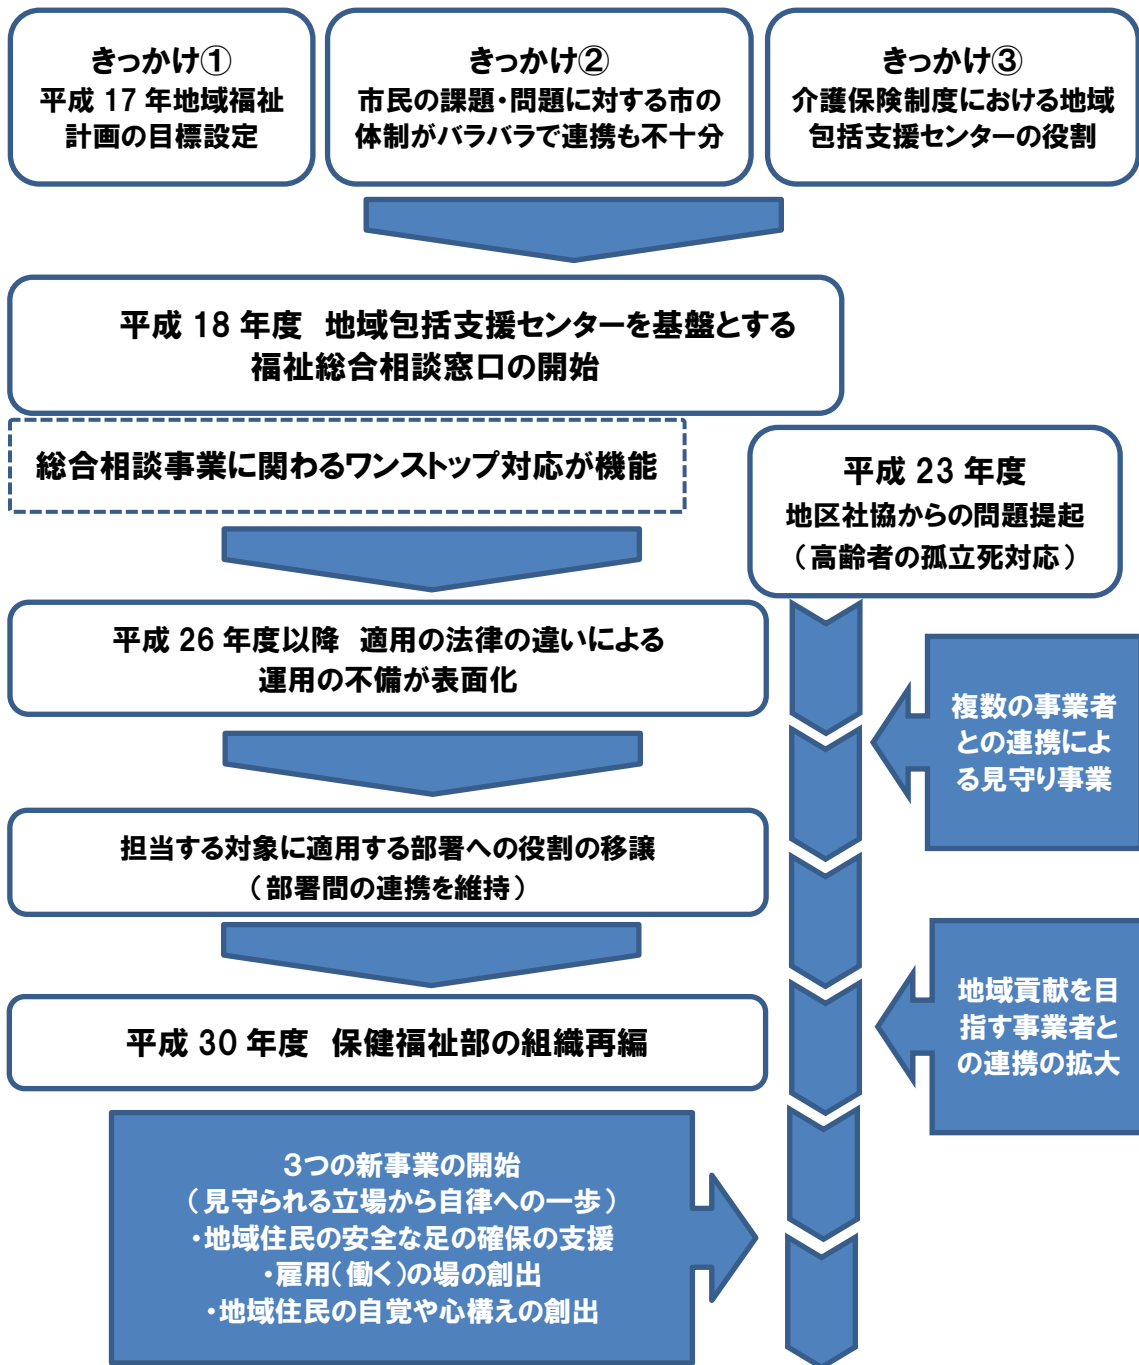 きっかけ①
平成 17 年地域福祉
計画の目標設定
きっかけ②
市民の課題・問題に対する市の
体制がバラバラで連携も不十分
きっかけ③
介護保険制度における地域
包括支援センターの役割
平成 18 年度　地域包括支援センターを基盤とする
福祉総合相談窓口の開始
総合相談事業に関わるワンストップ対応が機能
平成 23 年度
地区社協からの問題提起
（高齢者の孤立死対応）
平成 26 年度以降　適用の法律の違いによる
運用の不備が表面化
複数の事業者
との連携によ
る見守り事業
担当する対象に適用する部署への役割の移譲
（部署間の連携を維持）
地域貢献を目
指す事業者と
の連携の拡大
平成 30 年度　保健福祉部の組織再編
３つの新事業の開始
（見守られる立場から自律への一歩）
・地域住民の安全な足の確保の支援
・雇用（働く）の場の創出
・地域住民の自覚や心構えの創出